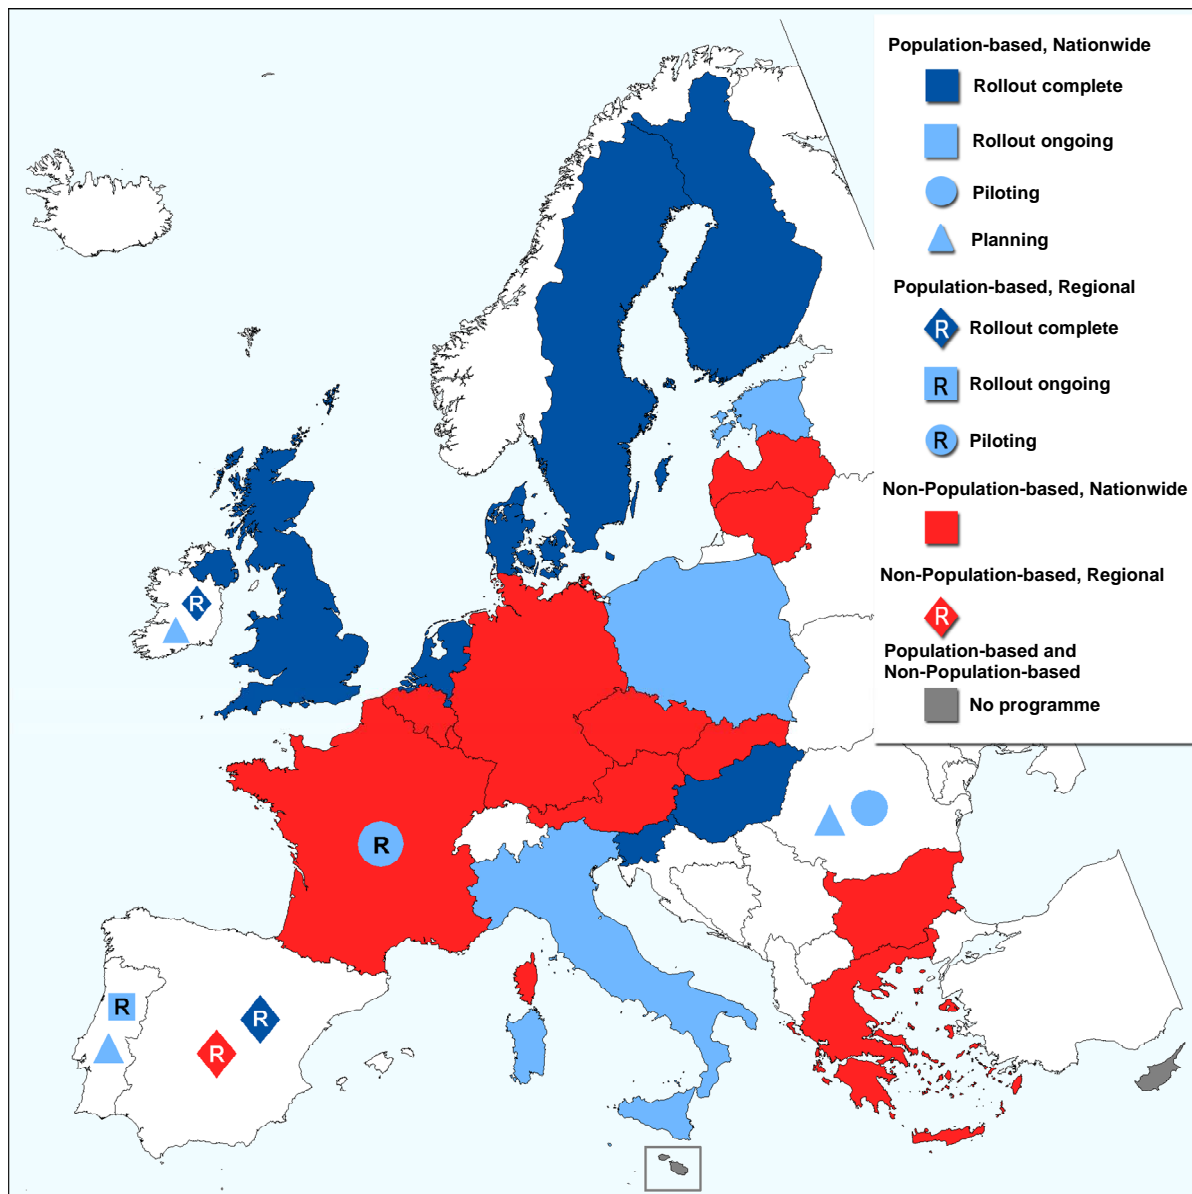 Population-based, Nationwide
Rollout complete
Rollout ongoing
Piloting
Planning
Population-based, Regional
R Rollout complete
R Rollout ongoing
R Piloting
Non-Population-based, Nationwide
Non-Population-based, Regional
R
Population-based and
Non-Population-based
No programme
R
R
R
R
R